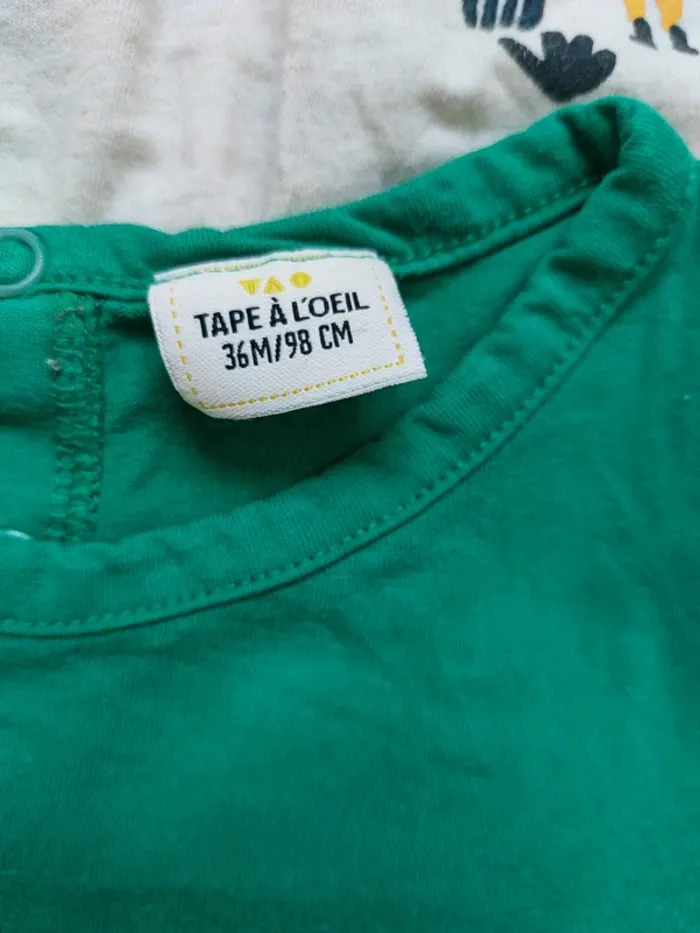 TAO
TAPE À L'OEIL
36M/98 CM